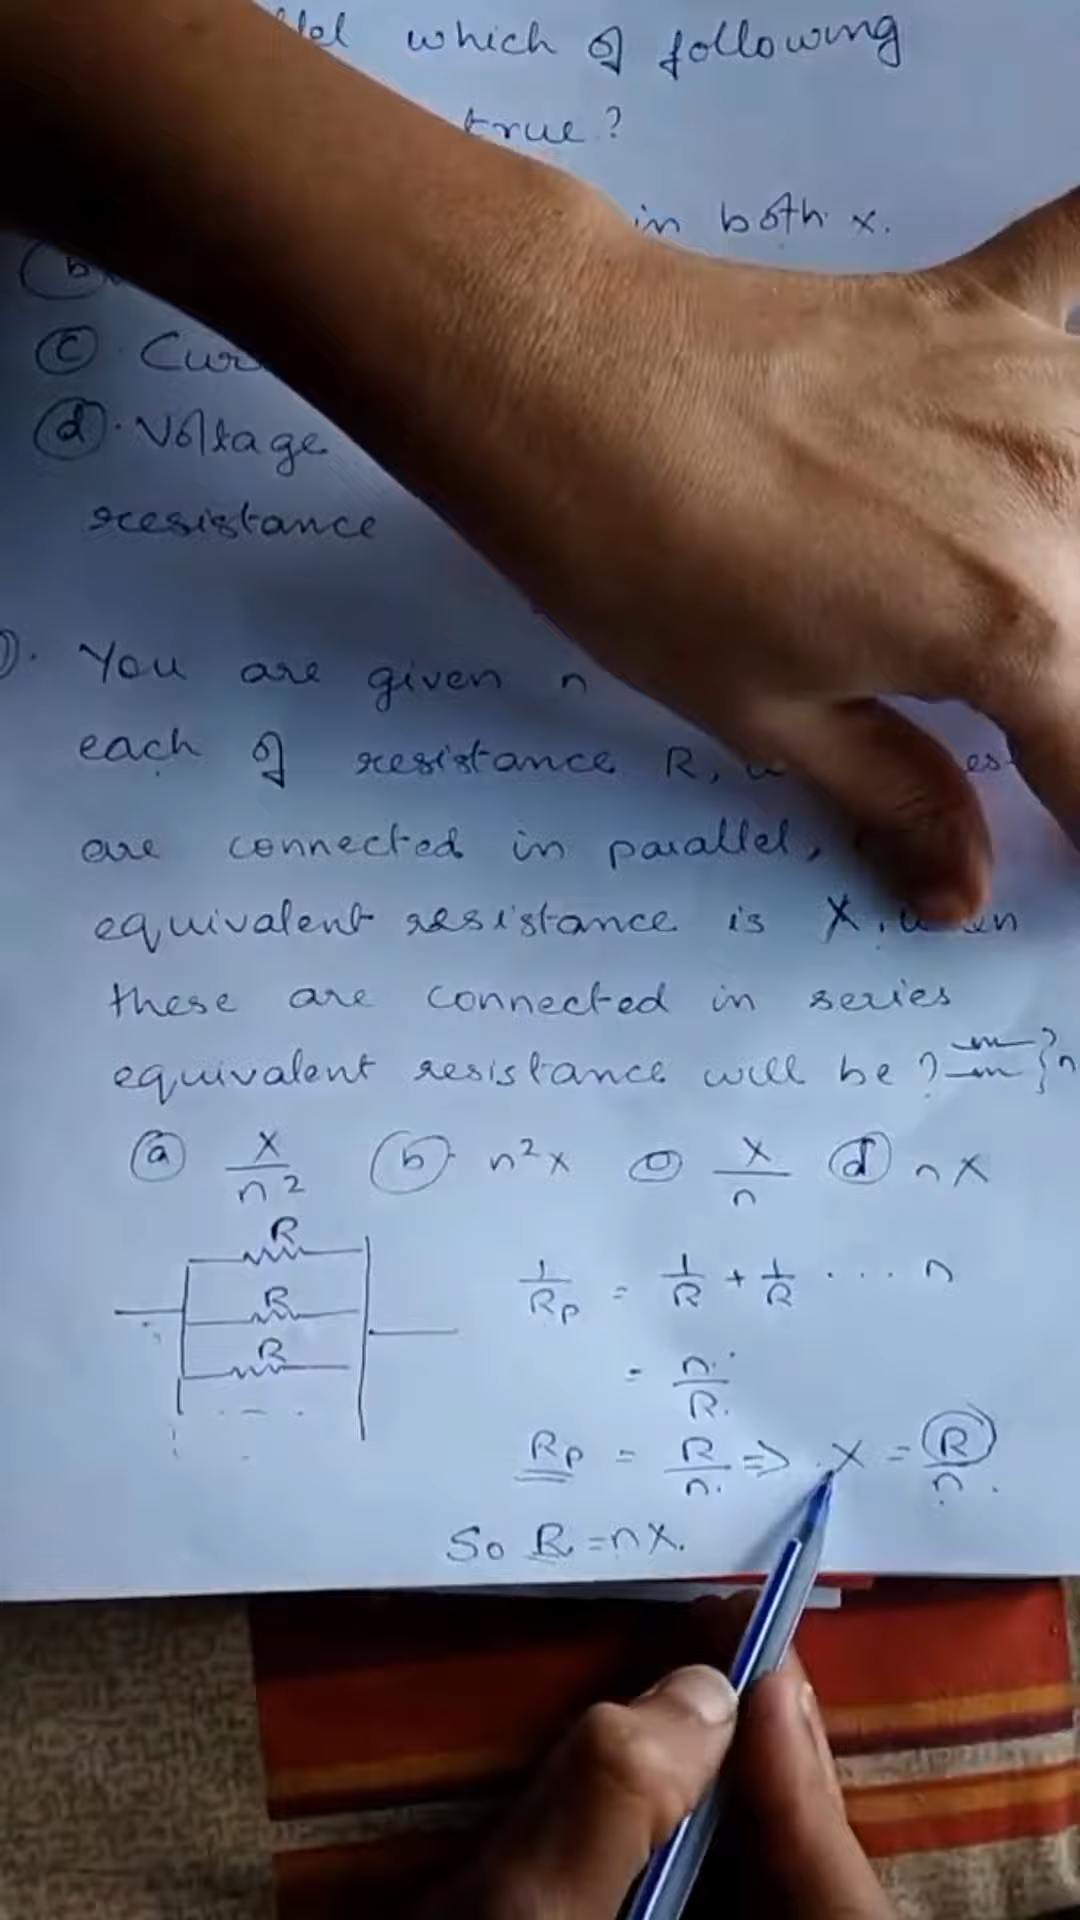 which of following
true?
in both x.
b
c.
d. Voltage
resistance
You are given n
each of resistance R,
are connected in parallel,
equivalent resistance is X,
these are connected in series
equivalent resistance will be? }n
a X/n² b. n²x c X/n d nX
R
R
R
1/Rp = 1/R + 1/R .... n
= n/R.
Rp = R/n. => X = R/n.
So R = nX.